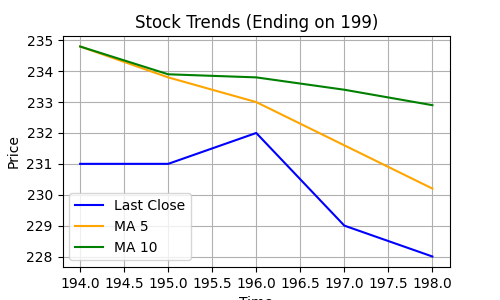 Stock Trends (Ending on 199)
235
234
233
232
231
230
229
228
Price
Last Close
MA 5
MA 10
194.0 194.5 195.0 195.5 196.0 196.5 197.0 197.5 198.0
Time